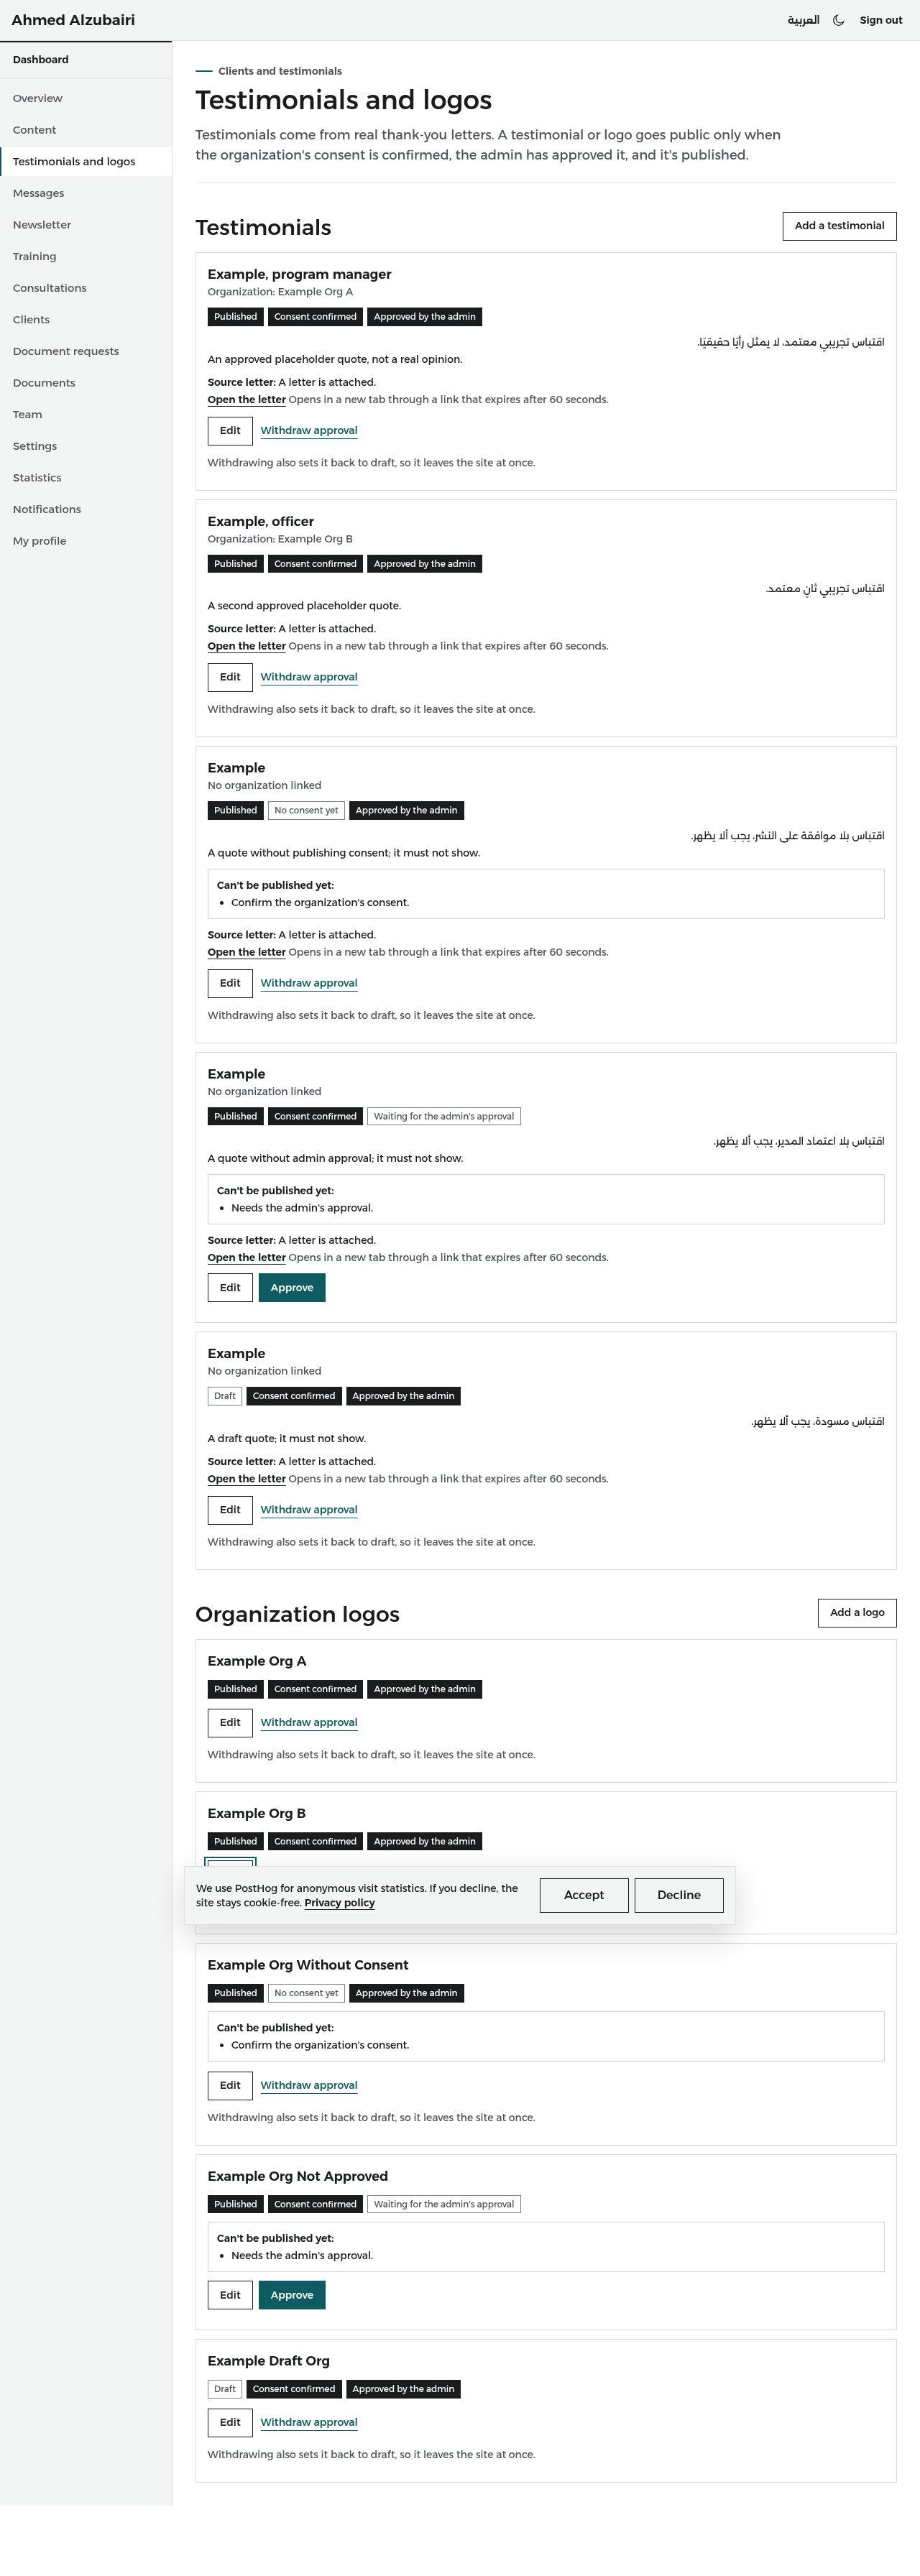 Ahmed Alzubairi
العربية
Sign out
Dashboard
Overview
Content
Testimonials and logos
Messages
Newsletter
Training
Consultations
Clients
Document requests
Documents
Team
Settings
Statistics
Notifications
My profile
Clients and testimonials
Testimonials and logos
Testimonials come from real thank-you letters. A testimonial or logo goes public only when
the organization's consent is confirmed, the admin has approved it, and it's published.
Testimonials
Add a testimonial
Example, program manager
Organization: Example Org A
Published Consent confirmed Approved by the admin
اقتباس تجريبي معتمد، لا يمثل رأيًا حقيقيًا.
An approved placeholder quote, not a real opinion.
Source letter: A letter is attached.
Open the letter Opens in a new tab through a link that expires after 60 seconds.
Edit Withdraw approval
Withdrawing also sets it back to draft, so it leaves the site at once.
Example, officer
Organization: Example Org B
Published Consent confirmed Approved by the admin
اقتباس تجريبي ثانٍ معتمد.
A second approved placeholder quote.
Source letter: A letter is attached.
Open the letter Opens in a new tab through a link that expires after 60 seconds.
Edit Withdraw approval
Withdrawing also sets it back to draft, so it leaves the site at once.
Example
No organization linked
Published No consent yet Approved by the admin
اقتباس بلا موافقة على النشر، يجب ألا يظهر.
A quote without publishing consent; it must not show.
Can't be published yet:
• Confirm the organization's consent.
Source letter: A letter is attached.
Open the letter Opens in a new tab through a link that expires after 60 seconds.
Edit Withdraw approval
Withdrawing also sets it back to draft, so it leaves the site at once.
Example
No organization linked
Published Consent confirmed Waiting for the admin's approval
اقتباس بلا اعتماد المدير، يجب ألا يظهر.
A quote without admin approval; it must not show.
Can't be published yet:
• Needs the admin's approval.
Source letter: A letter is attached.
Open the letter Opens in a new tab through a link that expires after 60 seconds.
Edit Approve
Example
No organization linked
Draft Consent confirmed Approved by the admin
اقتباس مسودة، يجب ألا يظهر.
A draft quote; it must not show.
Source letter: A letter is attached.
Open the letter Opens in a new tab through a link that expires after 60 seconds.
Edit Withdraw approval
Withdrawing also sets it back to draft, so it leaves the site at once.
Organization logos
Add a logo
Example Org A
Published Consent confirmed Approved by the admin
Edit Withdraw approval
Withdrawing also sets it back to draft, so it leaves the site at once.
Example Org B
Published Consent confirmed Approved by the admin
We use PostHog for anonymous visit statistics. If you decline, the
site stays cookie-free. Privacy policy
Accept
Decline
Example Org Without Consent
Published No consent yet Approved by the admin
Can't be published yet:
• Confirm the organization's consent.
Edit Withdraw approval
Withdrawing also sets it back to draft, so it leaves the site at once.
Example Org Not Approved
Published Consent confirmed Waiting for the admin's approval
Can't be published yet:
• Needs the admin's approval.
Edit Approve
Example Draft Org
Draft Consent confirmed Approved by the admin
Edit Withdraw approval
Withdrawing also sets it back to draft, so it leaves the site at once.